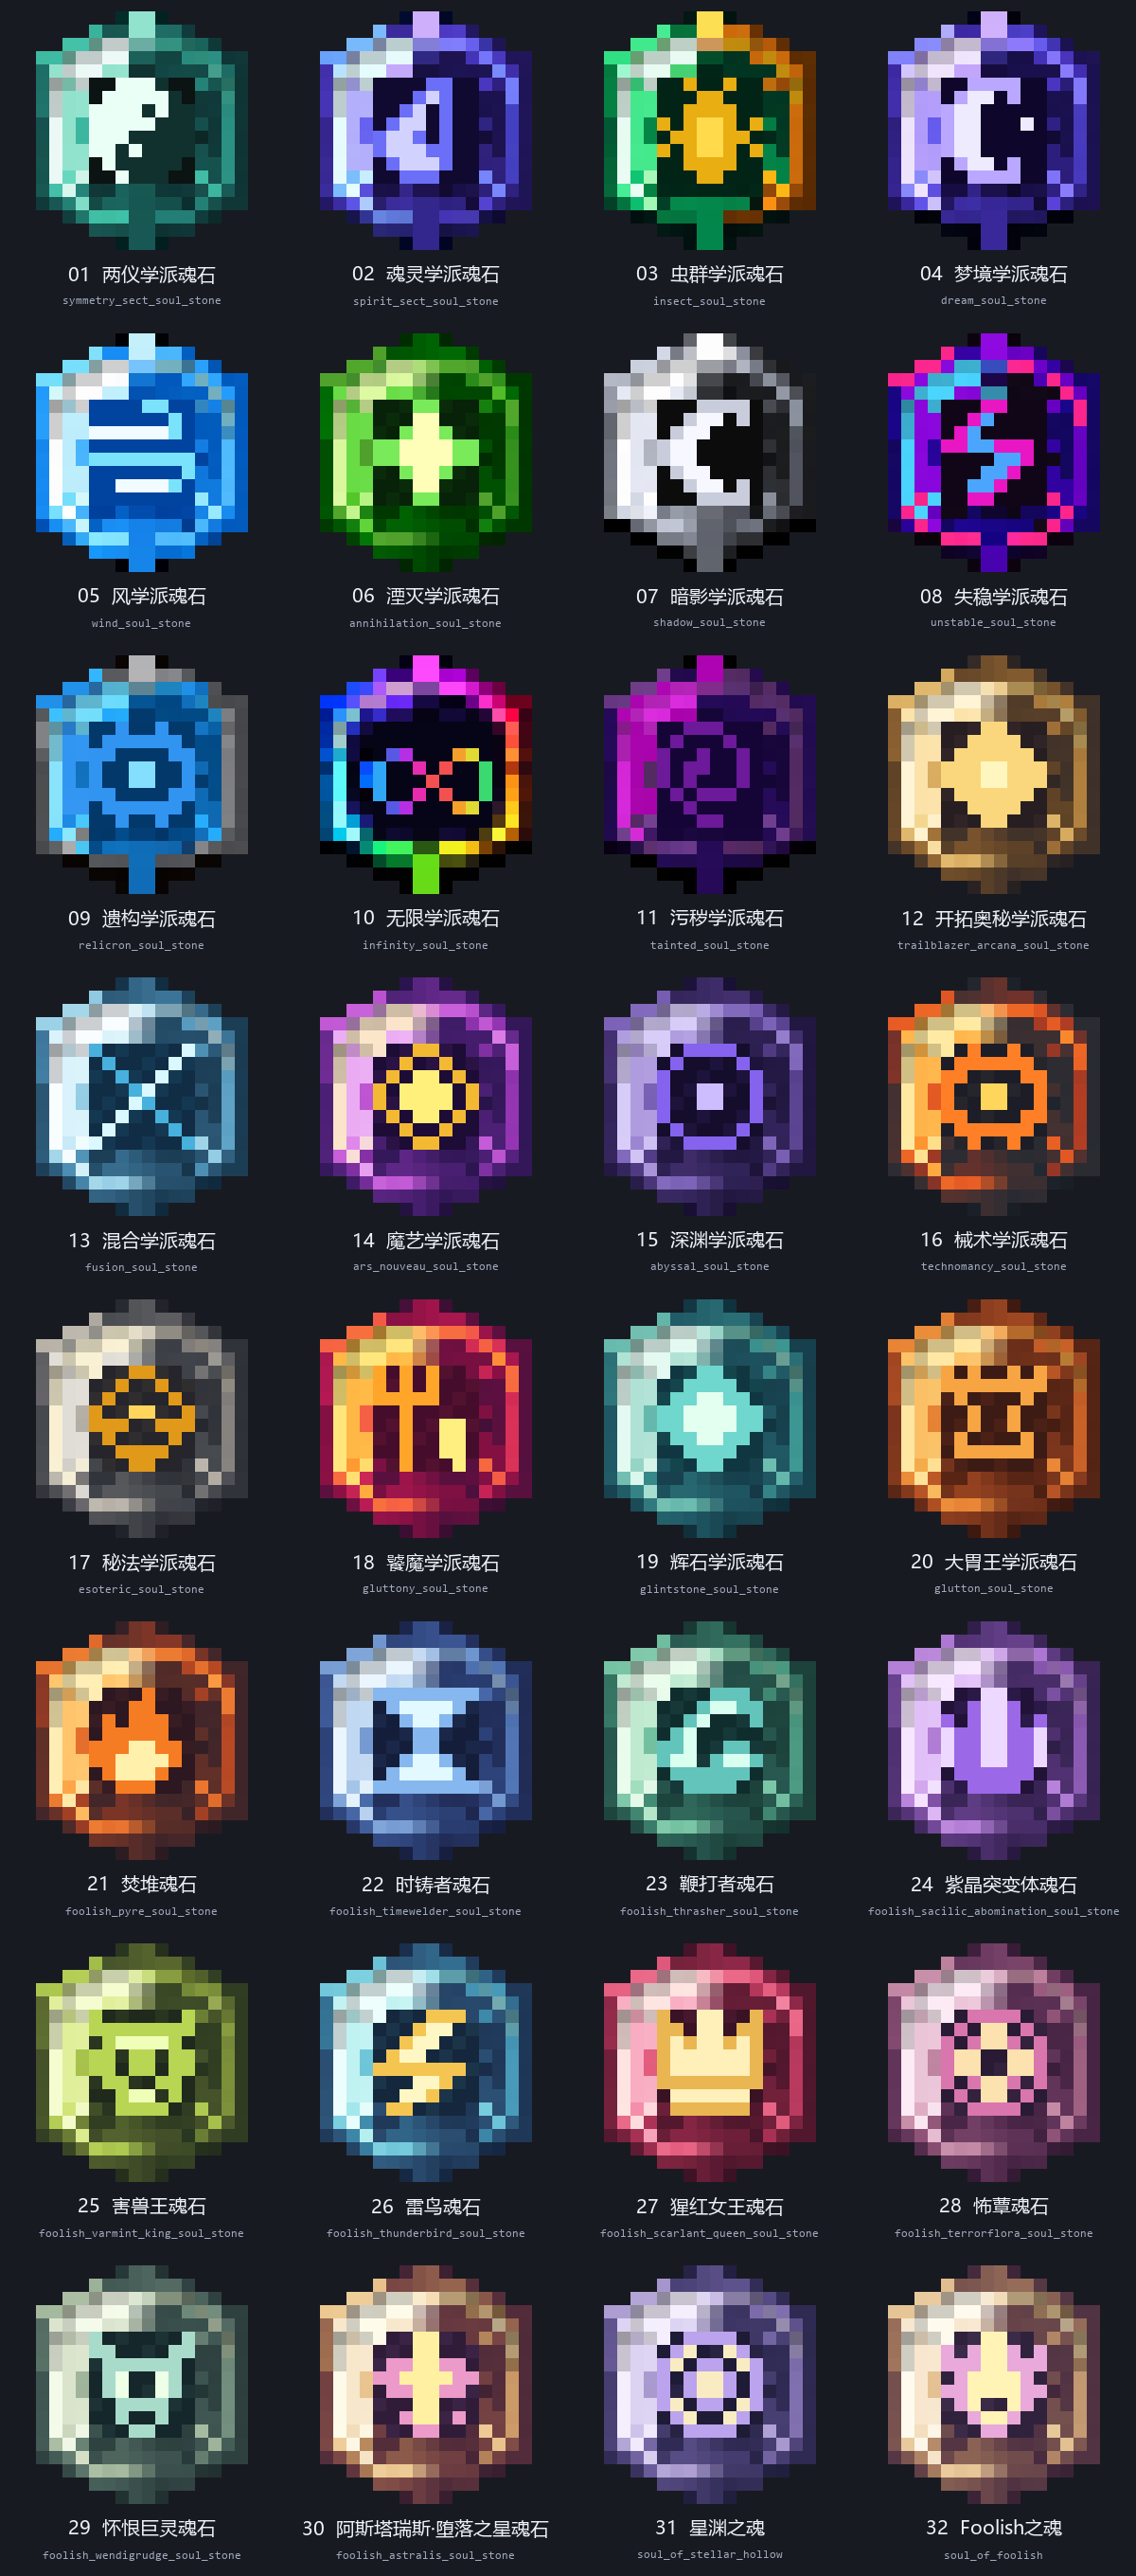 01 两仪学派魂石
symmetry_sect_soul_stone
02 魂灵学派魂石
spirit_sect_soul_stone
03 虫群学派魂石
insect_soul_stone
04 梦境学派魂石
dream_soul_stone
05 风学派魂石
wind_soul_stone
06 湮灭学派魂石
annihilation_soul_stone
07 暗影学派魂石
shadow_soul_stone
08 失稳学派魂石
unstable_soul_stone
09 遗构学派魂石
relicron_soul_stone
10 无限学派魂石
infinity_soul_stone
11 污秽学派魂石
tainted_soul_stone
12 开拓奥秘学派魂石
trailblazer_arcana_soul_stone
13 混合学派魂石
fusion_soul_stone
14 魔艺学派魂石
ars_nouveau_soul_stone
15 深渊学派魂石
abyssal_soul_stone
16 械术学派魂石
technomancy_soul_stone
17 秘法学派魂石
esoteric_soul_stone
18 饕魔学派魂石
gluttony_soul_stone
19 辉石学派魂石
glintstone_soul_stone
20 大胃王学派魂石
glutton_soul_stone
21 焚堆魂石
foolish_pyre_soul_stone
22 时铸者魂石
foolish_timewelder_soul_stone
23 鞭打者魂石
foolish_thrasher_soul_stone
24 紫晶突变体魂石
foolish_sacilic_abomination_soul_stone
25 害兽王魂石
foolish_varmint_king_soul_stone
26 雷鸟魂石
foolish_thunderbird_soul_stone
27 猩红女王魂石
foolish_scarlant_queen_soul_stone
28 怖蕈魂石
foolish_terrorflora_soul_stone
29 怀恨巨灵魂石
foolish_wendigrudge_soul_stone
30 阿斯塔瑞斯·堕落之星魂石
foolish_astralis_soul_stone
31 星渊之魂
soul_of_stellar_hollow
32 Foolish之魂
soul_of_foolish